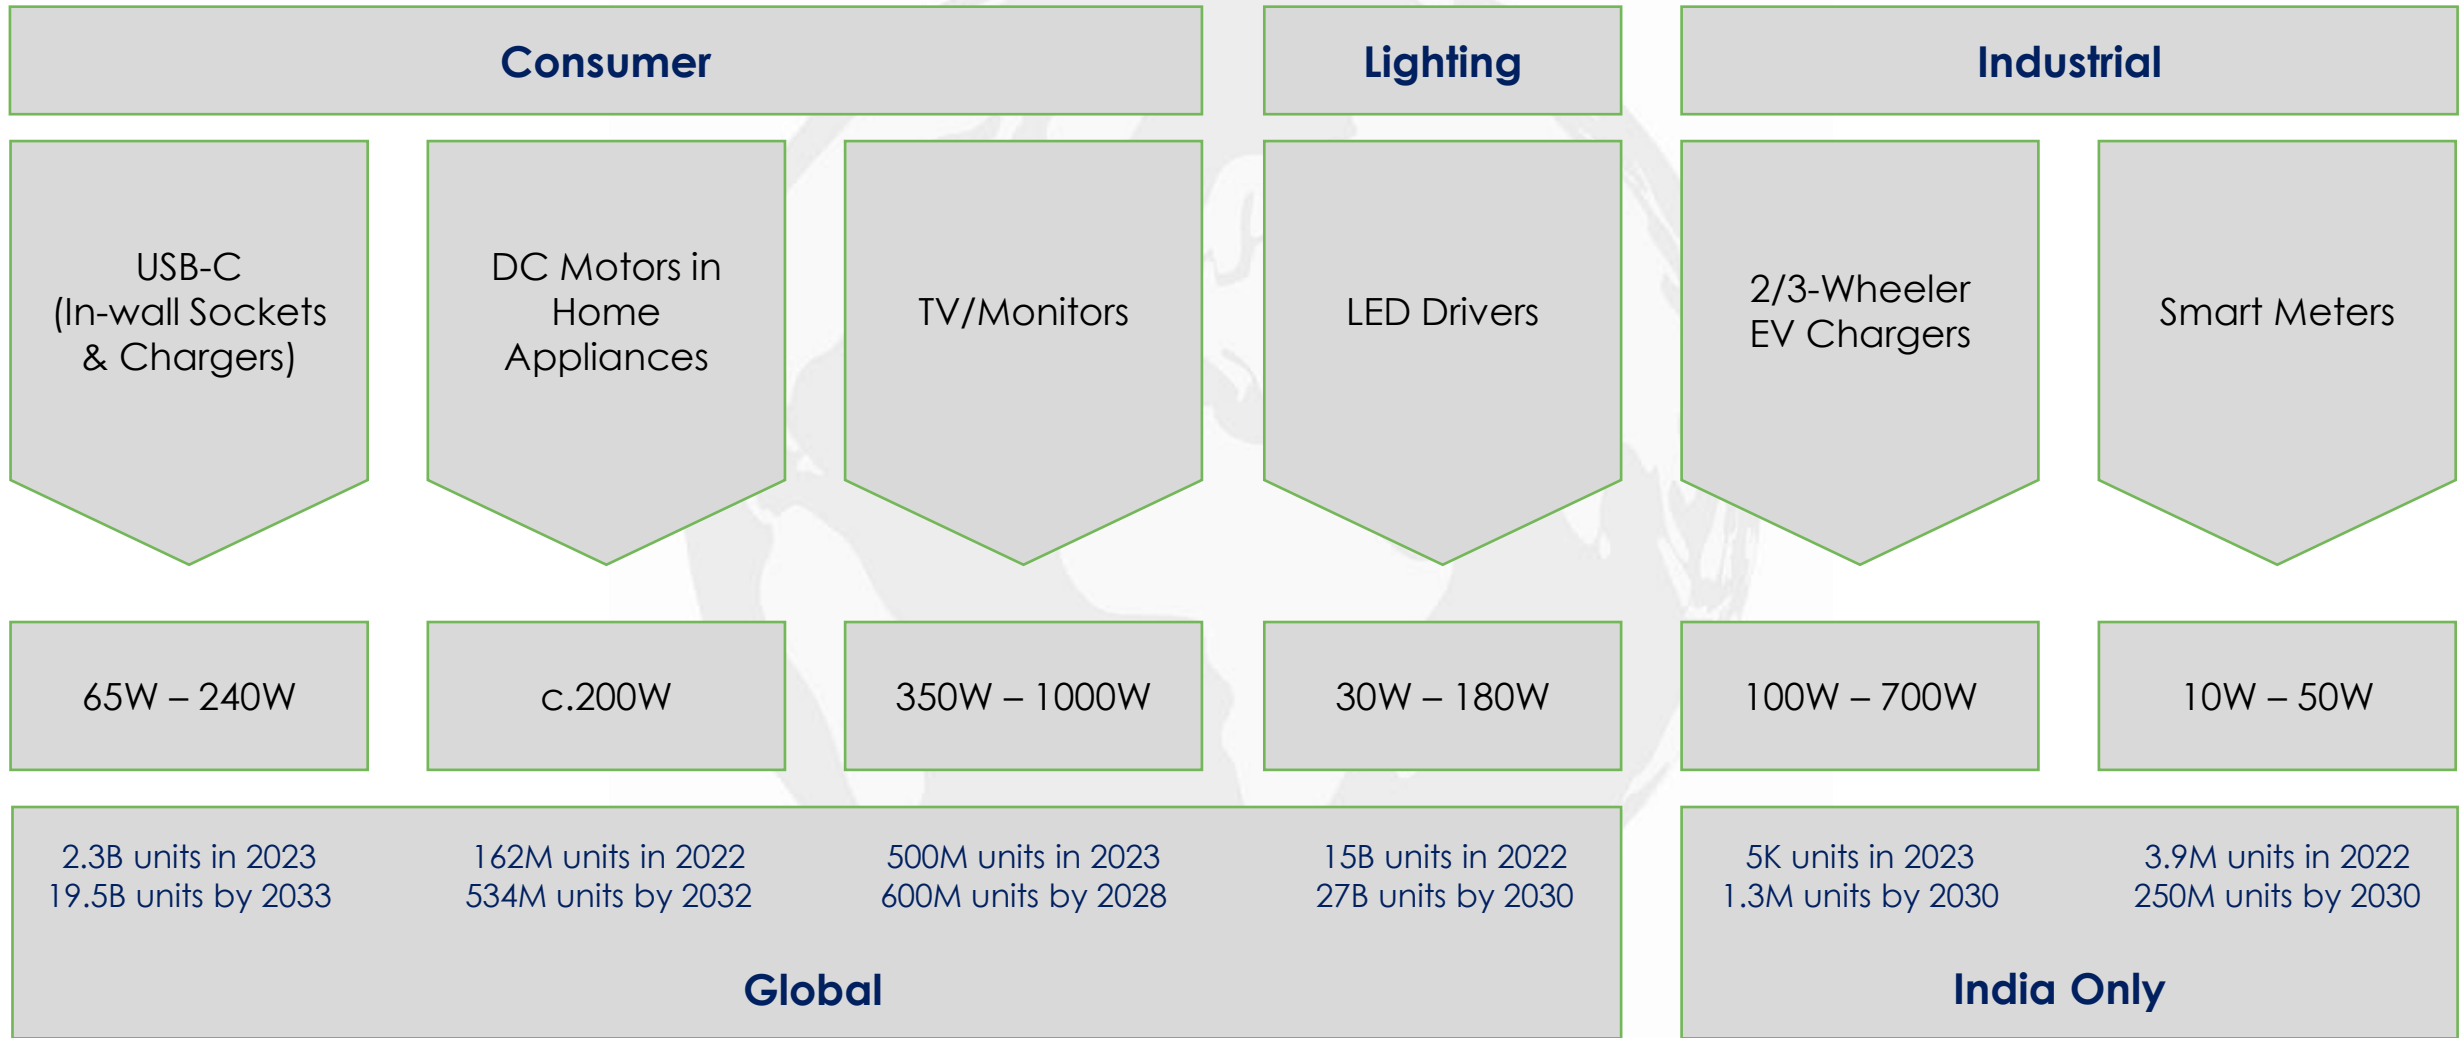 Consumer
Lighting
Industrial
USB-C
(In-wall Sockets
& Chargers)
DC Motors in
Home
Appliances
TV/Monitors
LED Drivers
2/3-Wheeler
EV Chargers
Smart Meters
65W – 240W
c.200W
350W – 1000W
30W – 180W
100W – 700W
10W – 50W
2.3B units in 2023
19.5B units by 2033
162M units in 2022
534M units by 2032
500M units in 2023
600M units by 2028
15B units in 2022
27B units by 2030
5K units in 2023
1.3M units by 2030
3.9M units in 2022
250M units by 2030
Global
India Only